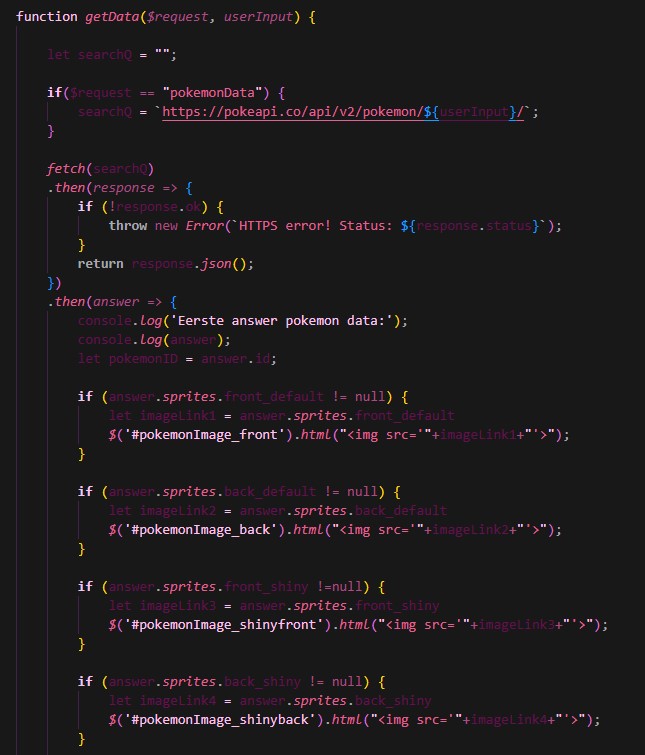 function getData($request, userInput) {
let searchQ = "";
if($request == "pokemonData") {
searchQ = `https://pokeapi.co/api/v2/pokemon/${userInput}/`;
}
fetch(searchQ)
.then(response => {
if (!response.ok) {
throw new Error(`HTTPS error! Status: ${response.status}`);
}
return response.json();
})
.then(answer => {
console.log('Eerste answer pokemon data:');
console.log(answer);
let pokemonID = answer.id;
if (answer.sprites.front_default != null) {
let imageLink1 = answer.sprites.front_default
$('#pokemonImage_front').html("<img src='"+imageLink1+"'>");
}
if (answer.sprites.back_default != null) {
let imageLink2 = answer.sprites.back_default
$('#pokemonImage_back').html("<img src='"+imageLink2+"'>");
}
if (answer.sprites.front_shiny !=null) {
let imageLink3 = answer.sprites.front_shiny
$('#pokemonImage_shinyfront').html("<img src='"+imageLink3+"'>");
}
if (answer.sprites.back_shiny != null) {
let imageLink4 = answer.sprites.back_shiny
$('#pokemonImage_shinyback').html("<img src='"+imageLink4+"'>");
}